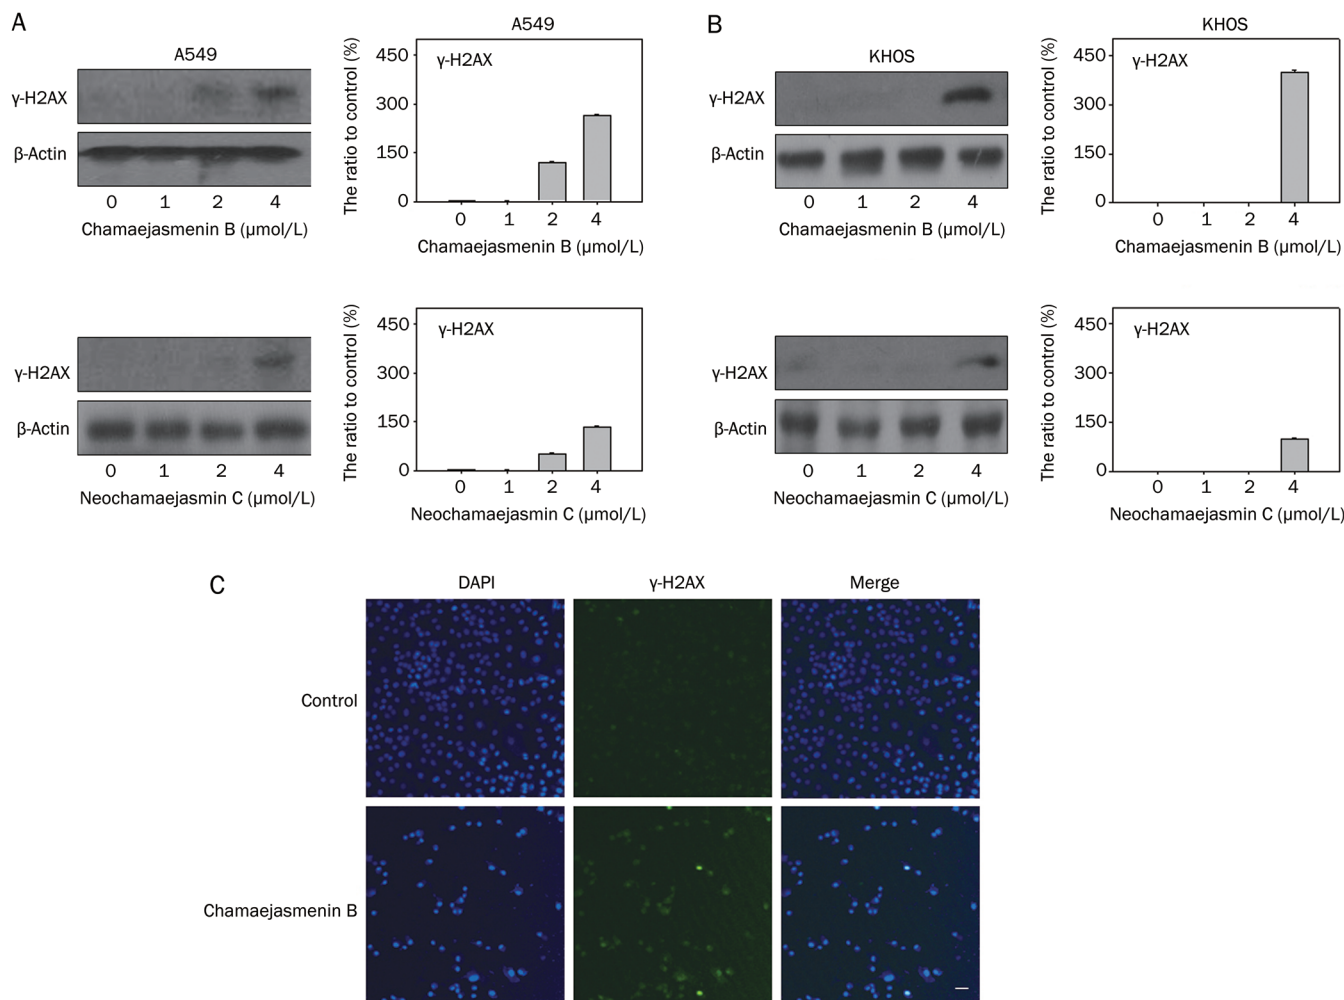 A
A549
γ-H2AX
β-Actin
0 1 2 4
Chamaejasmenin B (μmol/L)
A549
The ratio to control (%)
γ-H2AX
450
300
150
0
0 1 2 4
Chamaejasmenin B (μmol/L)
γ-H2AX
β-Actin
0 1 2 4
Neochamaejasmin C (μmol/L)
The ratio to control (%)
γ-H2AX
450
300
150
0
0 1 2 4
Neochamaejasmin C (μmol/L)
B
KHOS
γ-H2AX
β-Actin
0 1 2 4
Chamaejasmenin B (μmol/L)
KHOS
The ratio to control (%)
γ-H2AX
450
300
150
0
0 1 2 4
Chamaejasmenin B (μmol/L)
γ-H2AX
β-Actin
0 1 2 4
Neochamaejasmin C (μmol/L)
The ratio to control (%)
γ-H2AX
450
300
150
0
0 1 2 4
Neochamaejasmin C (μmol/L)
C
DAPI γ-H2AX Merge
Control
Chamaejasmenin B